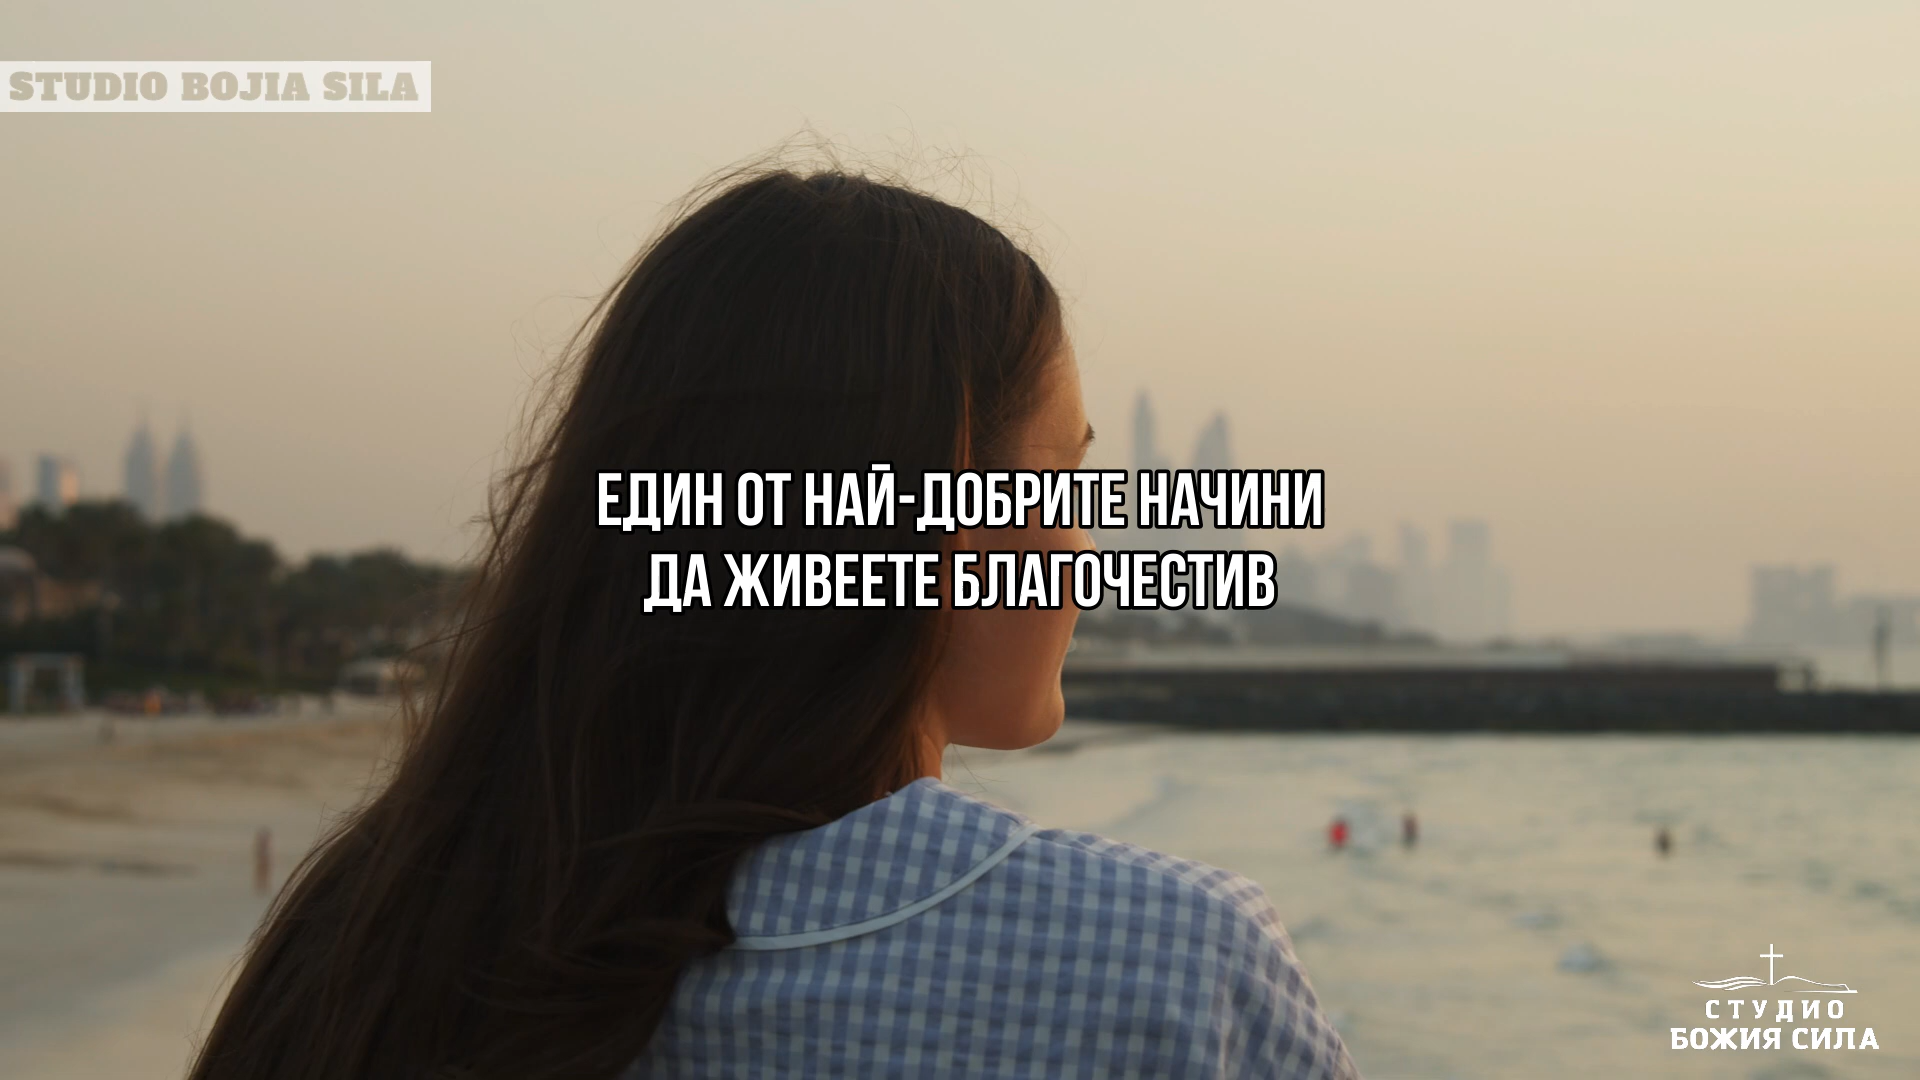 STUDIO BOJIA SILA
ЕДИН ОТ НАЙ-ДОБРИТЕ НАЧИНИ
ДА ЖИВЕЕТЕ БЛАГОЧЕСТИВ
СТУДИО
БОЖИЯ СИЛА